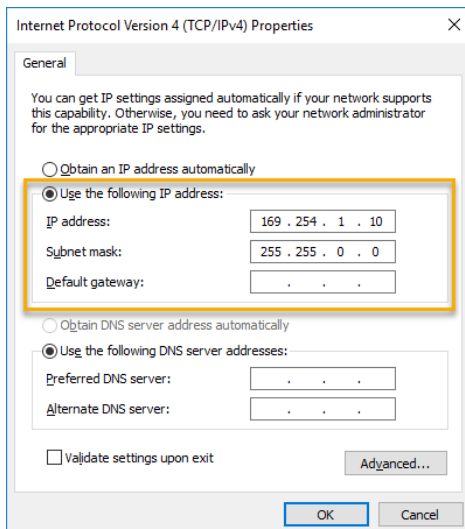 Internet Protocol Version 4 (TCP/IPv4) Properties
General
You can get IP settings assigned automatically if your network supports
this capability. Otherwise, you need to ask your network administrator
for the appropriate IP settings.
Obtain an IP address automatically
Use the following IP address:
IP address: 169 . 254 . 1 . 10
Subnet mask: 255 . 255 . 0 . 0
Default gateway: . . .
Obtain DNS server address automatically
Use the following DNS server addresses:
Preferred DNS server: . . .
Alternate DNS server: . . .
Validate settings upon exit
Advanced...
OK Cancel